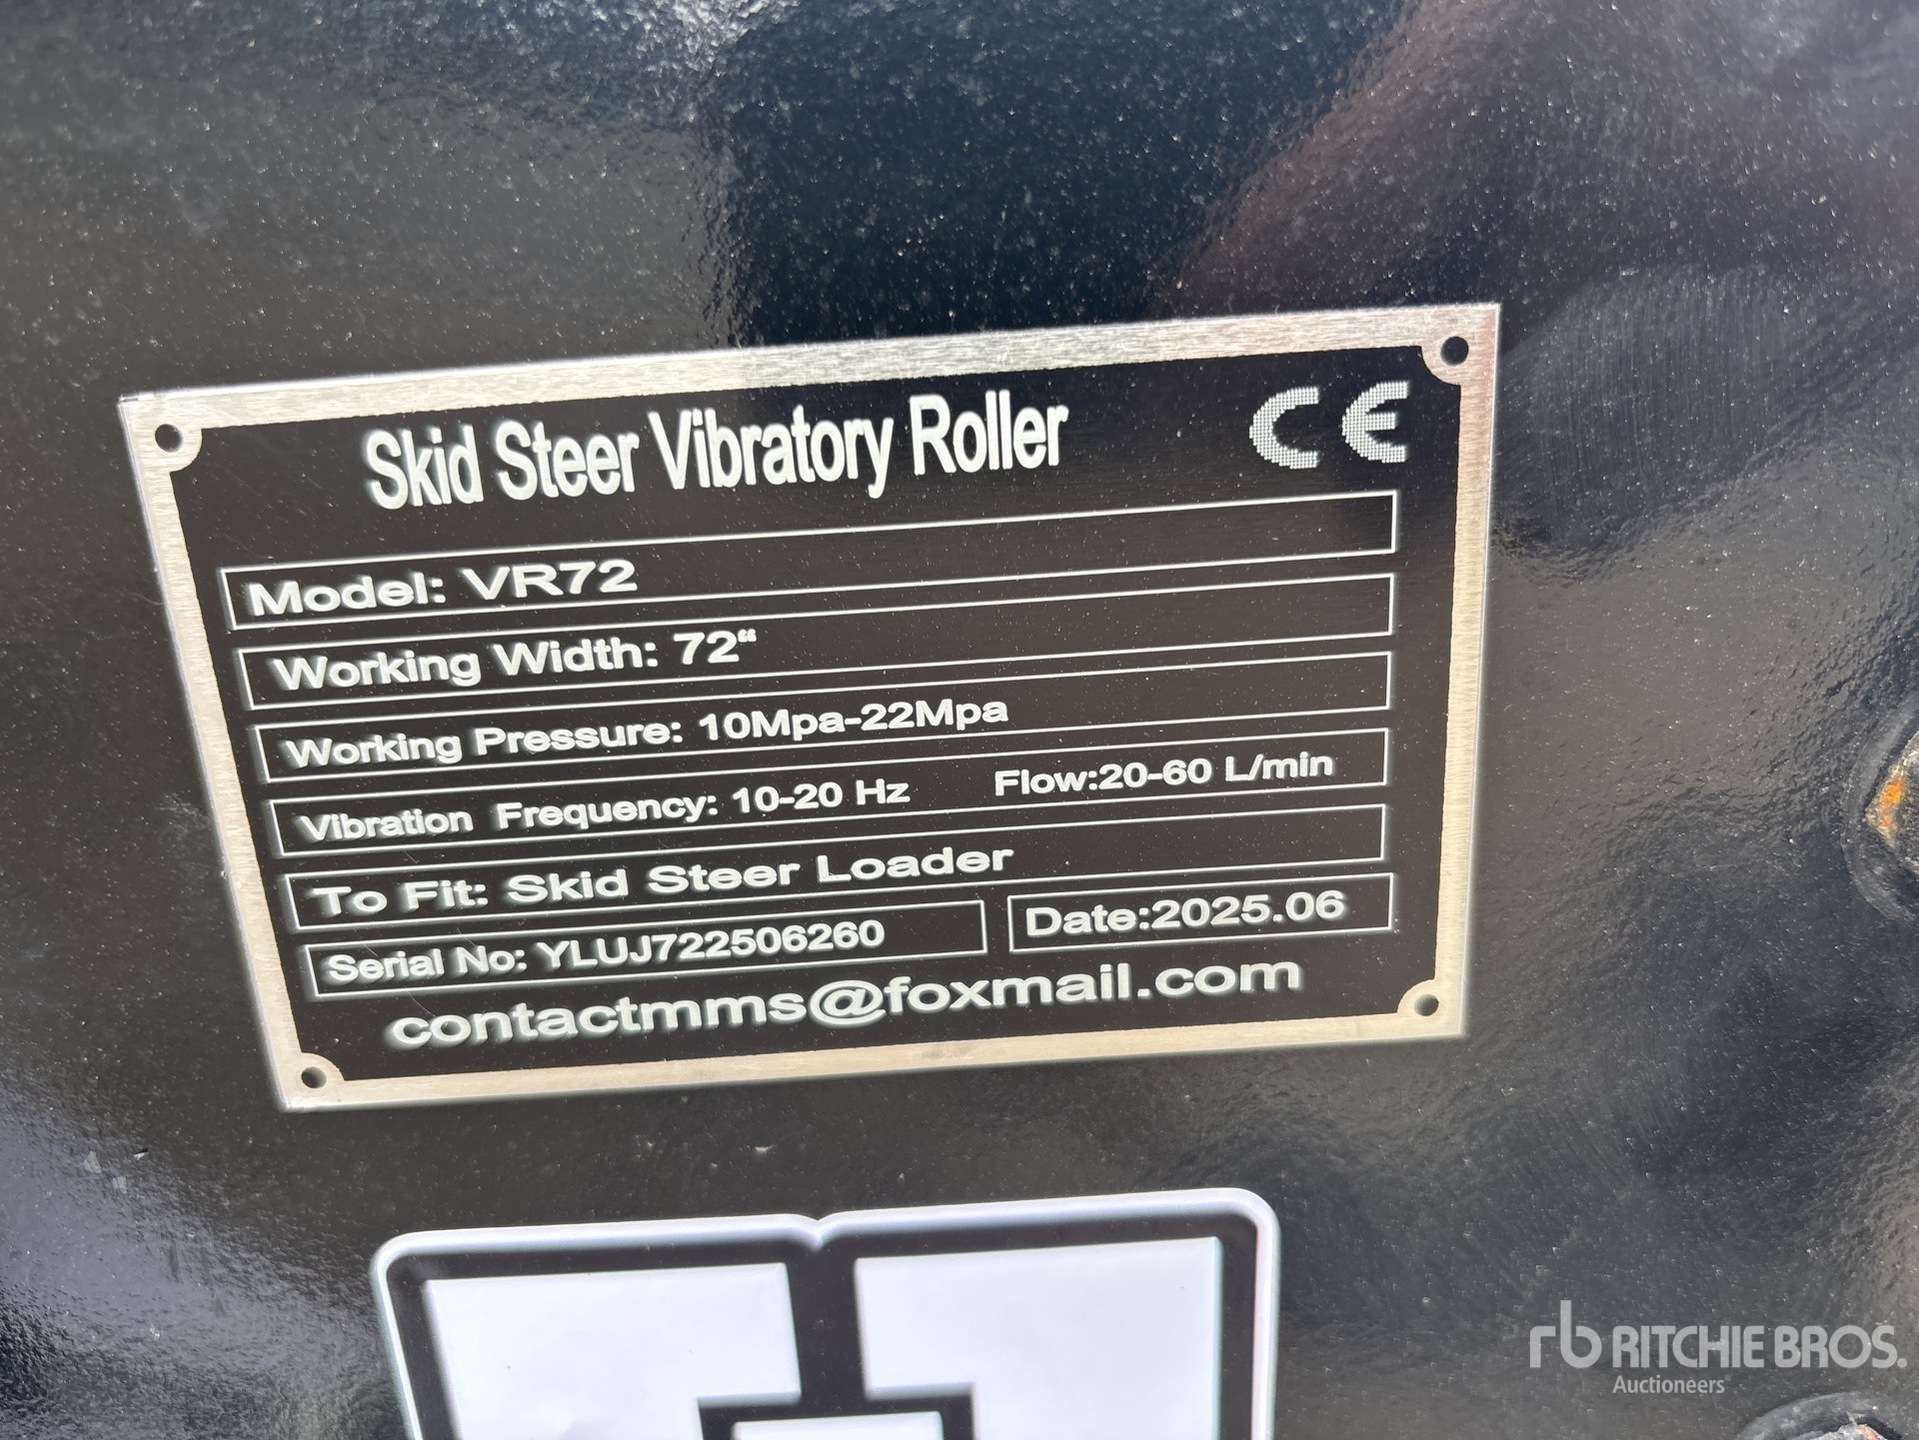 Skid Steer Vibratory Roller CE
Model: VR72
Working Width: 72“
Working Pressure: 10Mpa-22Mpa
Vibration Frequency: 10-20 Hz Flow:20-60 L/min
To Fit: Skid Steer Loader
Serial No: YLUJ722506260 Date:2025.06
contactmms@foxmail.com
rb RITCHIE BROS.
Auctioneers